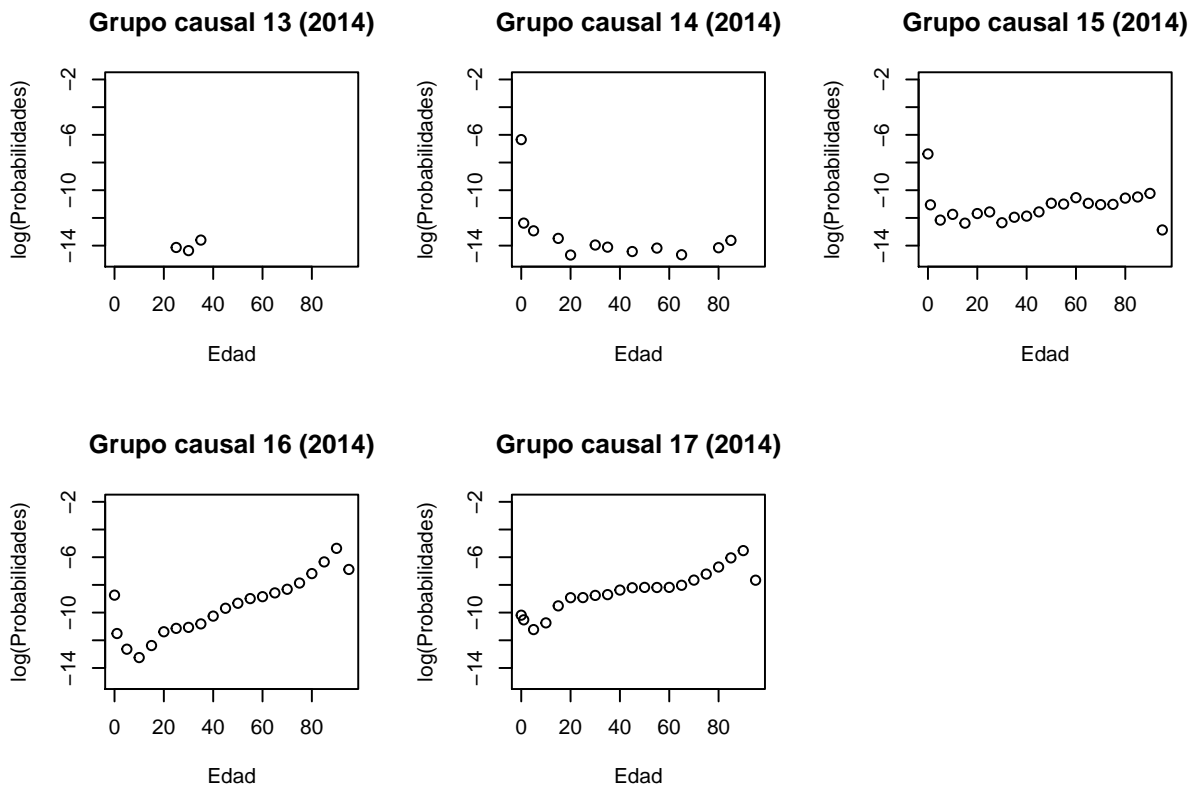 Grupo causal 13 (2014)
log(Probabilidades)
−2
−6
−10
−14
0 20 40 60 80
Edad
Grupo causal 14 (2014)
log(Probabilidades)
−2
−6
−10
−14
0 20 40 60 80
Edad
Grupo causal 15 (2014)
log(Probabilidades)
−2
−6
−10
−14
0 20 40 60 80
Edad
Grupo causal 16 (2014)
log(Probabilidades)
−2
−6
−10
−14
0 20 40 60 80
Edad
Grupo causal 17 (2014)
log(Probabilidades)
−2
−6
−10
−14
0 20 40 60 80
Edad